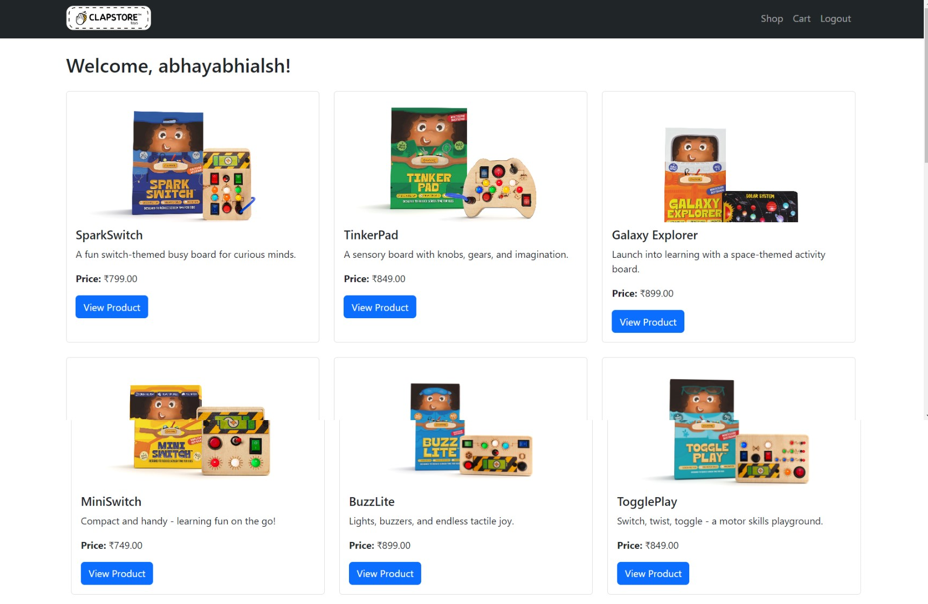 CLAPSTORE™
Shop Cart Logout
Welcome, abhayabhialsh!
SPARK
SWITCH
TINKER
PAD
GALAXY
EXPLORER
SOLAR SYSTEM
SparkSwitch
A fun switch-themed busy board for curious minds.
Price: ₹799.00
View Product
TinkerPad
A sensory board with knobs, gears, and imagination.
Price: ₹849.00
View Product
Galaxy Explorer
Launch into learning with a space-themed activity
board.
Price: ₹899.00
View Product
MINI
SWITCH
BUZZ
LITE
TOGGLE
PLAY
MiniSwitch
Compact and handy - learning fun on the go!
Price: ₹749.00
View Product
BuzzLite
Lights, buzzers, and endless tactile joy.
Price: ₹899.00
View Product
TogglePlay
Switch, twist, toggle - a motor skills playground.
Price: ₹849.00
View Product